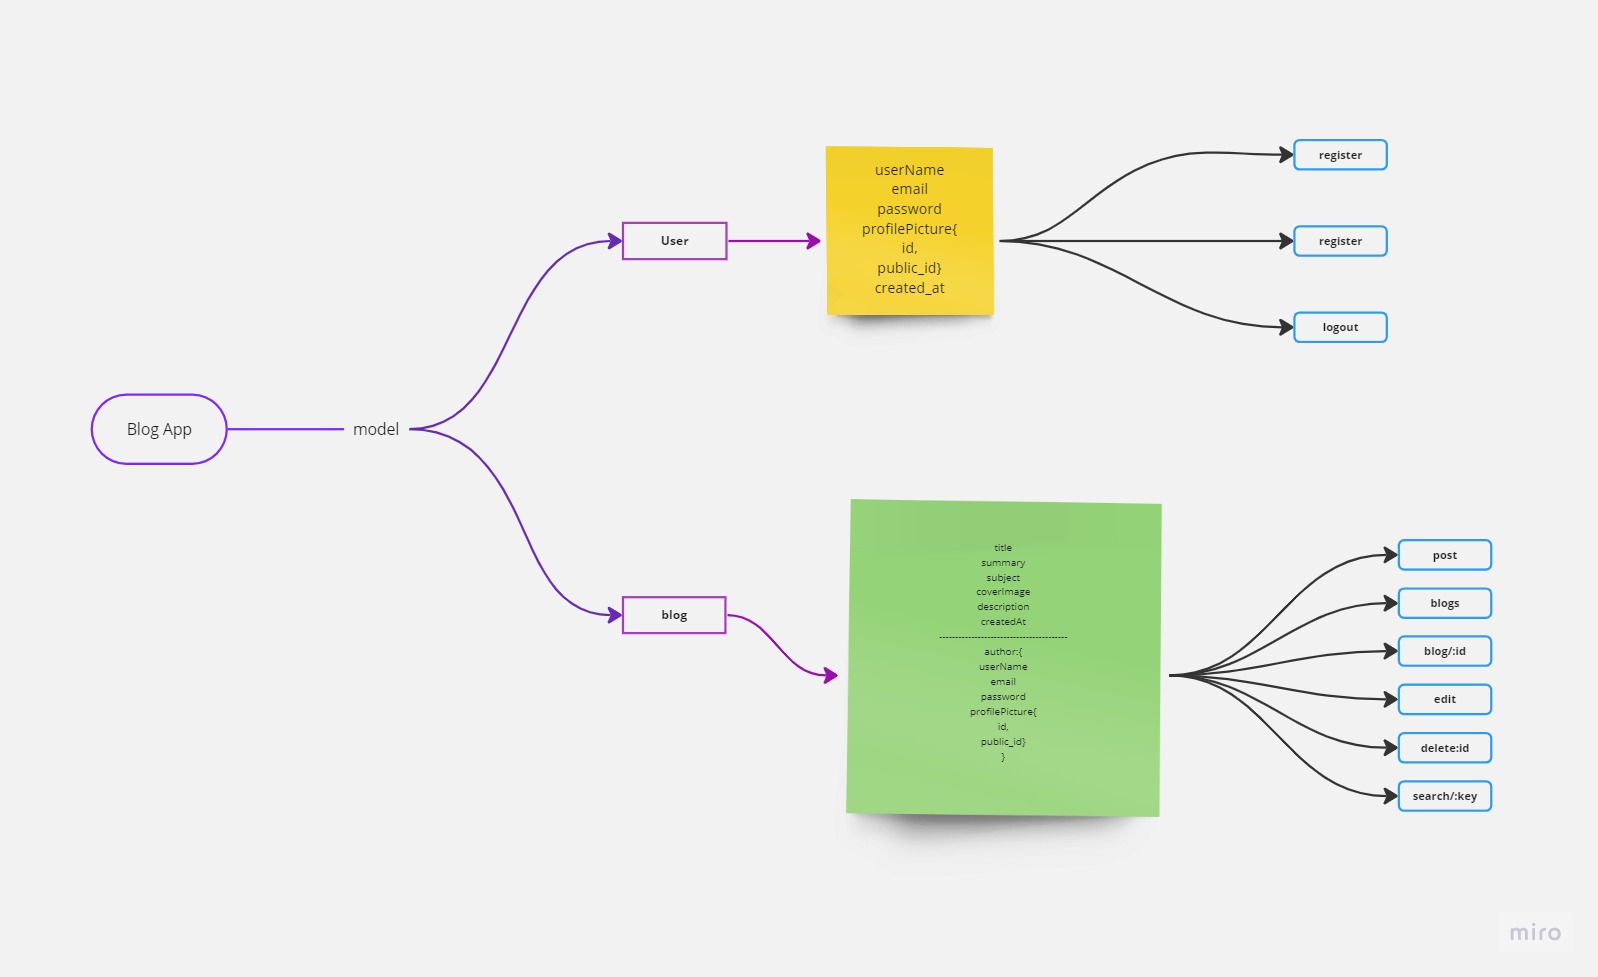 Blog App
model
User
userName
email
password
profilePicture{
id,
public_id}
created_at
register
register
logout
blog
title
summary
subject
coverImage
description
createdAt
----------------------------------------
author:{
userName
email
password
profilePicture{
id,
public_id}
}
post
blogs
blog/:id
edit
delete:id
search/:key
miro